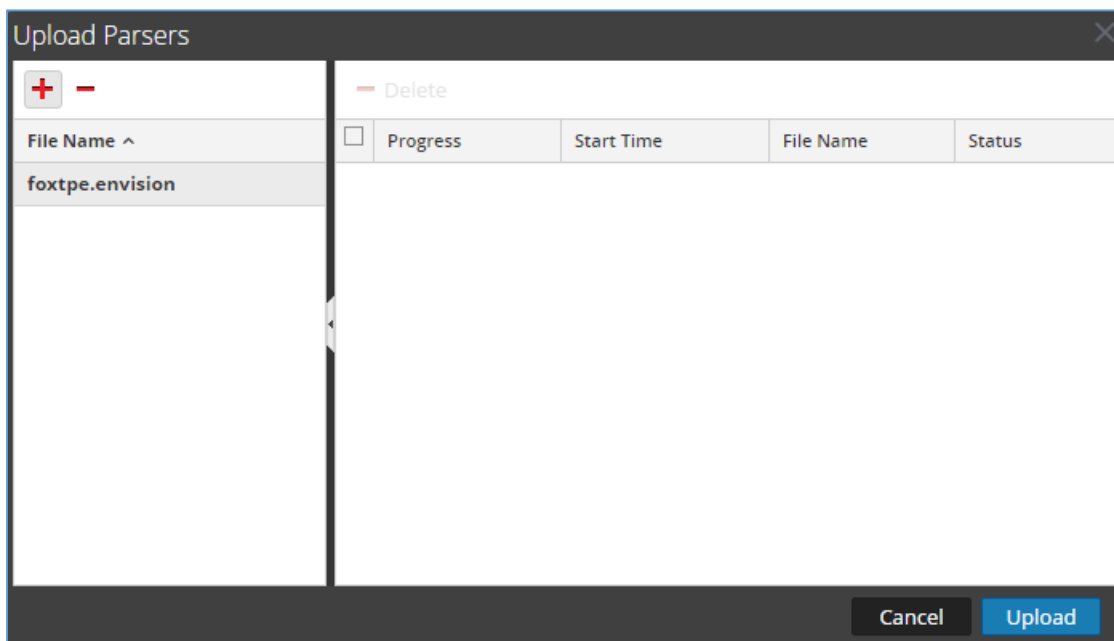 Upload Parsers
Delete
File Name
Progress
Start Time
File Name
Status
foxtpe.envision
Cancel
Upload